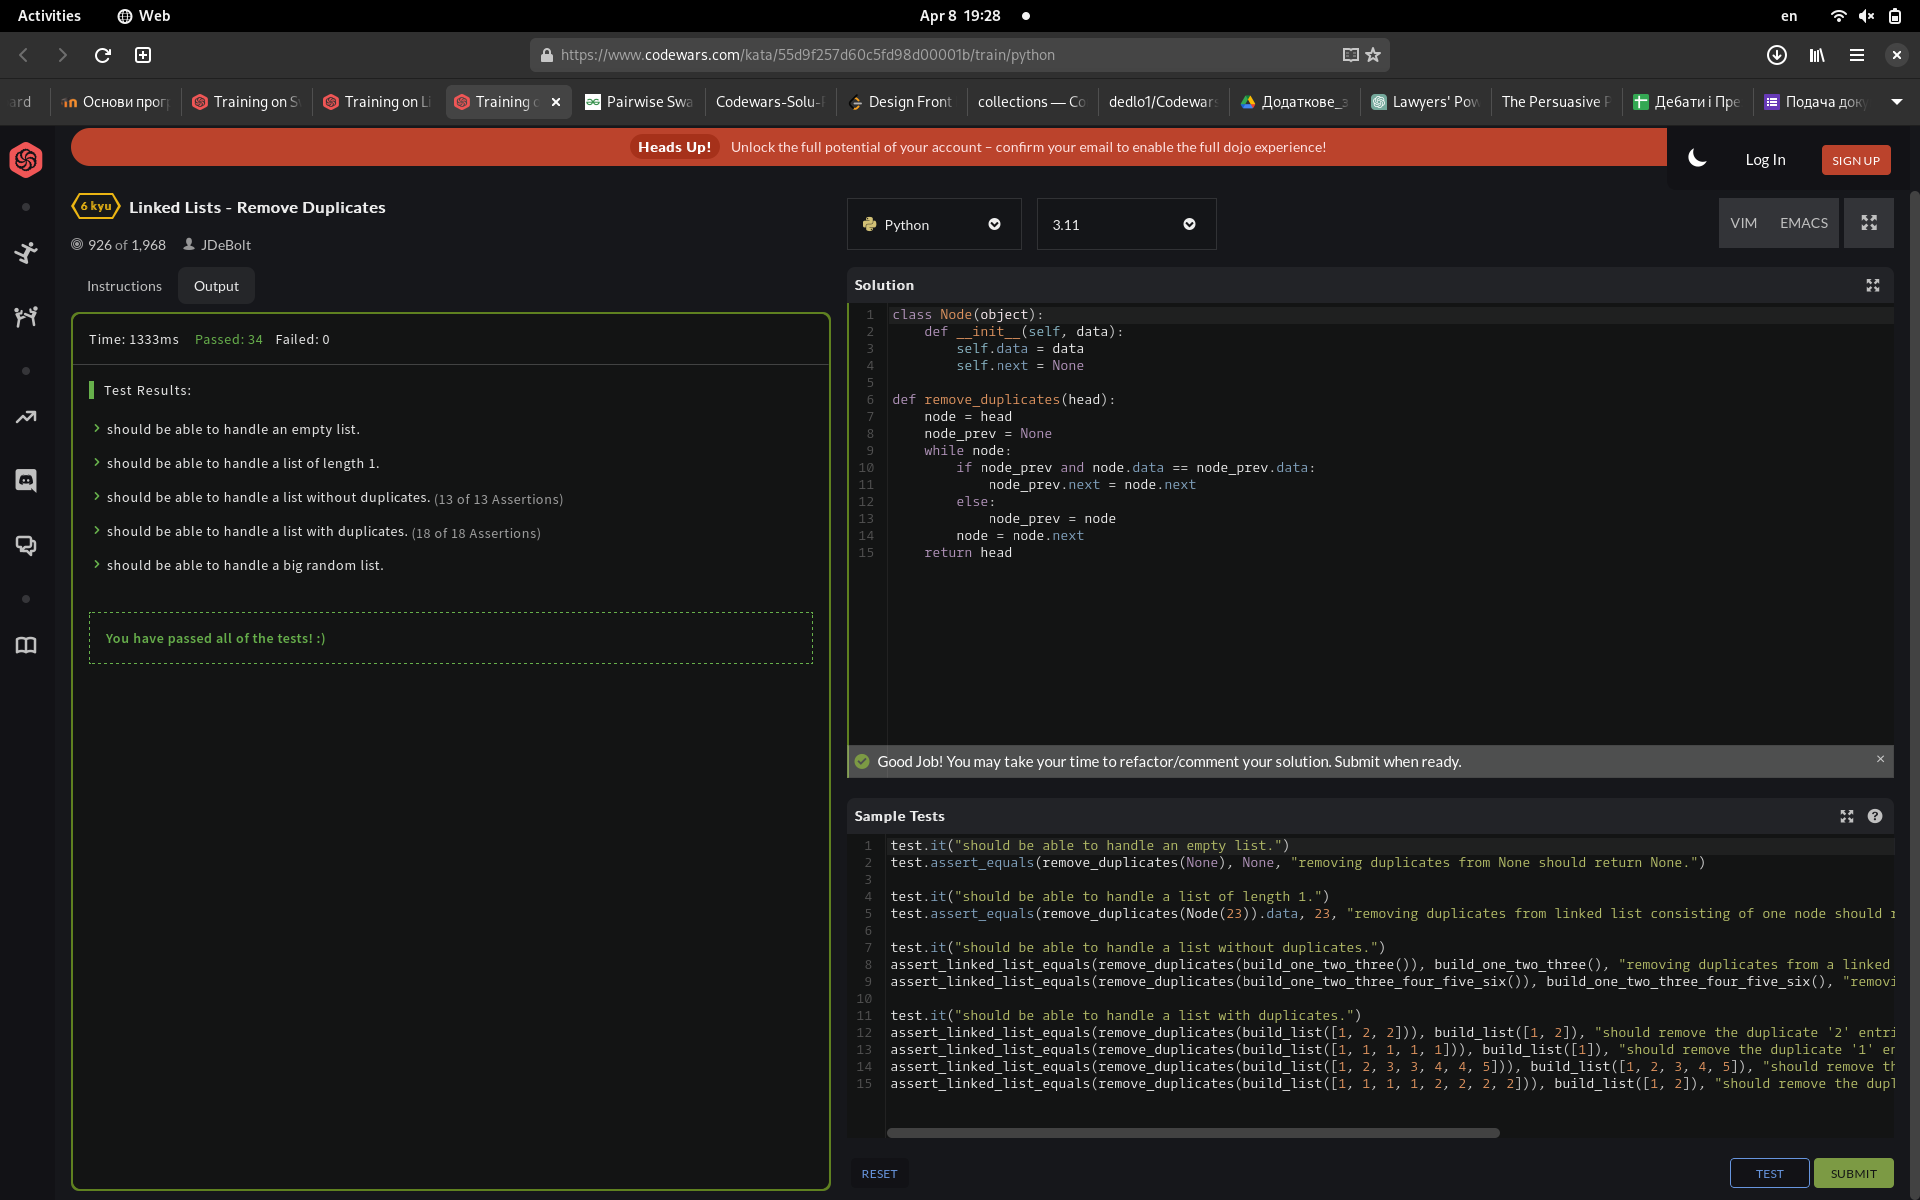 Activities
Web
Apr 8 19:28
en
https://www.codewars.com/kata/55d9f257d60c5fd98d00001b/train/python
ard
Основи прог
Training on S
Training on Li
Training
Pairwise Swa
Codewars-Solu-
Design Front
collections — Co
dedlo1/Codewars
Додаткове_з
Lawyers' Pow
The Persuasive P
Дебати і Пре
Подача доку
Heads Up! Unlock the full potential of your account – confirm your email to enable the full dojo experience!
Log In
SIGN UP
6 kyu
Linked Lists - Remove Duplicates
926 of 1,968
JDeBolt
Instructions
Output
Time: 1333ms Passed: 34 Failed: 0
Test Results:
should be able to handle an empty list.
should be able to handle a list of length 1.
should be able to handle a list without duplicates. (13 of 13 Assertions)
should be able to handle a list with duplicates. (18 of 18 Assertions)
should be able to handle a big random list.
You have passed all of the tests! :)
Python
3.11
VIM
EMACS
Solution
1 class Node(object):
2 def __init__(self, data):
3 self.data = data
4 self.next = None
5
6 def remove_duplicates(head):
7 node = head
8 node_prev = None
9 while node:
10 if node_prev and node.data == node_prev.data:
11 node_prev.next = node.next
12 else:
13 node_prev = node
14 node = node.next
15 return head
Good Job! You may take your time to refactor/comment your solution. Submit when ready.
Sample Tests
1 test.it("should be able to handle an empty list.")
2 test.assert_equals(remove_duplicates(None), None, "removing duplicates from None should return None.")
3
4 test.it("should be able to handle a list of length 1.")
5 test.assert_equals(remove_duplicates(Node(23)).data, 23, "removing duplicates from linked list consisting of one node should r
6
7 test.it("should be able to handle a list without duplicates.")
8 assert_linked_list_equals(remove_duplicates(build_one_two_three()), build_one_two_three(), "removing duplicates from a linked
9 assert_linked_list_equals(remove_duplicates(build_one_two_three_four_five_six()), build_one_two_three_four_five_six(), "removi
10
11 test.it("should be able to handle a list with duplicates.")
12 assert_linked_list_equals(remove_duplicates(build_list([1, 2, 2])), build_list([1, 2]), "should remove the duplicate '2' entri
13 assert_linked_list_equals(remove_duplicates(build_list([1, 1, 1, 1, 1])), build_list([1]), "should remove the duplicate '1' en
14 assert_linked_list_equals(remove_duplicates(build_list([1, 2, 3, 3, 4, 4, 5])), build_list([1, 2, 3, 4, 5]), "should remove th
15 assert_linked_list_equals(remove_duplicates(build_list([1, 1, 1, 1, 2, 2, 2, 2])), build_list([1, 2]), "should remove the dupl
RESET
TEST
SUBMIT